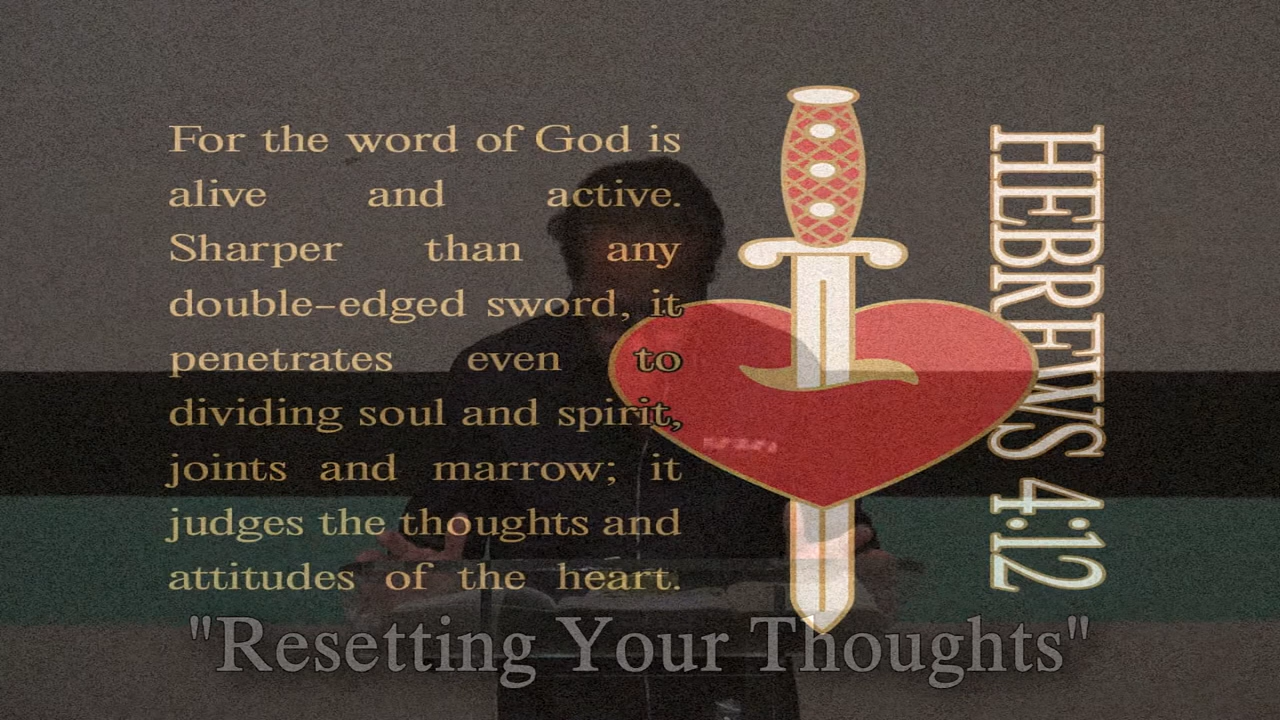 For the word of God is
alive and active.
Sharper than any
double-edged sword, it
penetrates even to
dividing soul and spirit,
joints and marrow; it
judges the thoughts and
attitudes of the heart.
HEBREWS 4:12
"Resetting Your Thoughts"